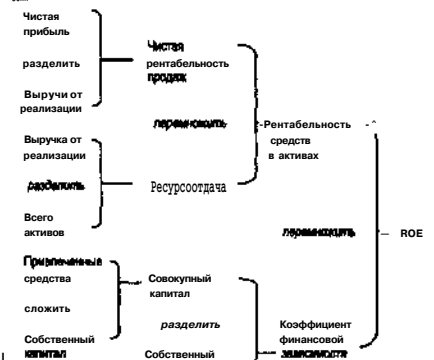 Чистая
прибыль
разделить
Выручи от
реализации
Чистая
рентабельность
продаж
перемножить
Выручка от
реализации
разделить
Всего
активов
Ресурсоотдача
-Рентабельность
средств
в активах
перемножить
ROE
Привлеченные
средства
сложить
Собственный
капитал
Совокупный
капитал
разделить
Собственный
Коэффициент
финансовой
зависимости